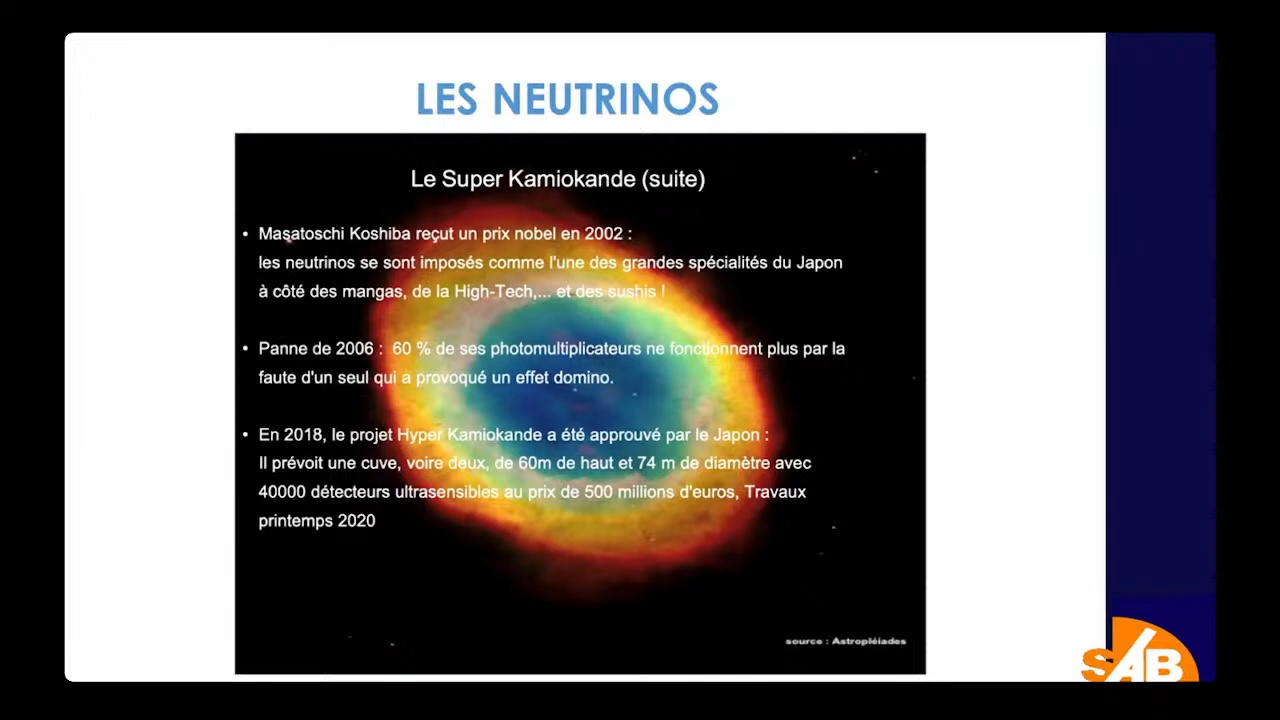 LES NEUTRINOS
Le Super Kamiokande (suite)
• Masatoschi Koshiba reçut un prix nobel en 2002 :
les neutrinos se sont imposés comme l'une des grandes spécialités du Japon
à côté des mangas, de la High-Tech,... et des sushis !
• Panne de 2006 : 60 % de ses photomultiplicateurs ne fonctionnent plus par la
faute d'un seul qui a provoqué un effet domino.
• En 2018, le projet Hyper Kamiokande a été approuvé par le Japon :
Il prévoit une cuve, voire deux, de 60m de haut et 74 m de diamètre avec
40000 détecteurs ultrasensibles au prix de 500 millions d'euros, Travaux
printemps 2020
source : Astropléiades
SAB